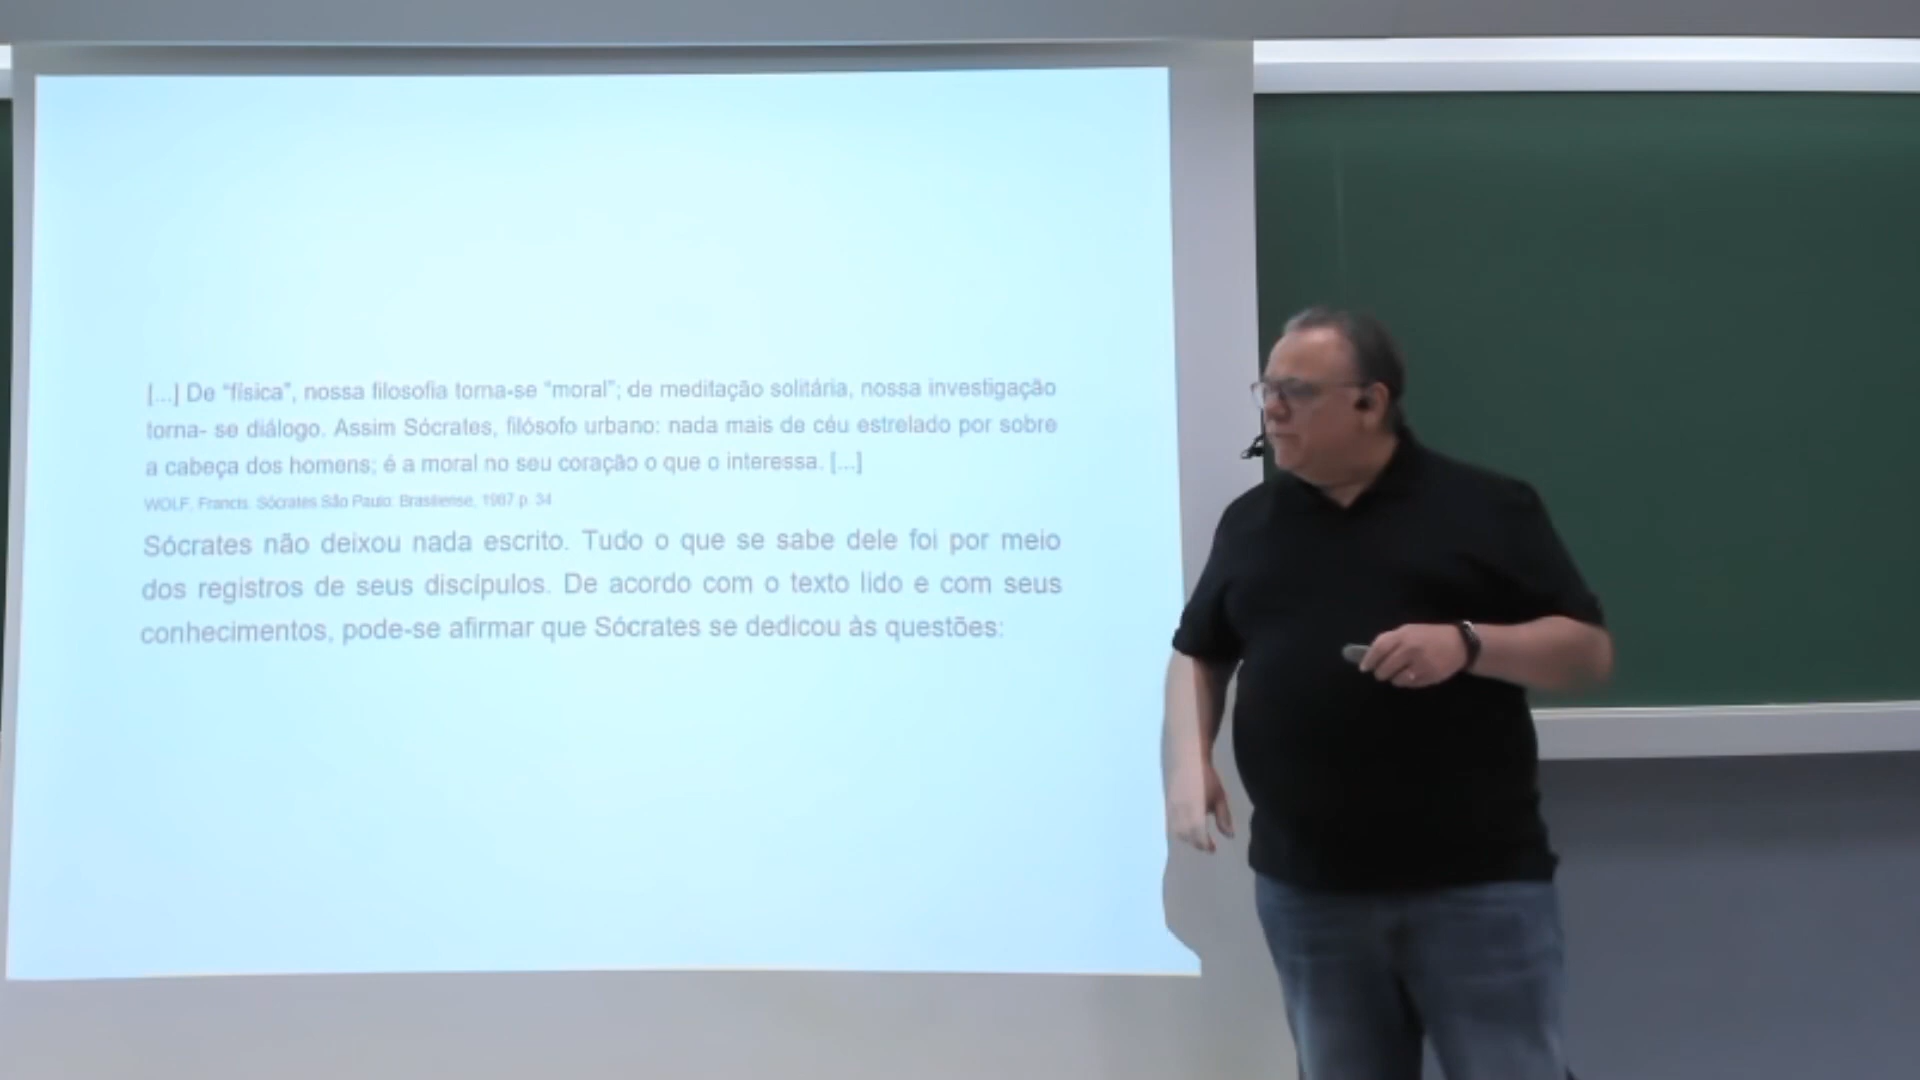 [...] De “física”, nossa filosofia torna-se “moral”; de meditação solitária, nossa investigação
torna- se diálogo. Assim Sócrates, filósofo urbano: nada mais de céu estrelado por sobre
a cabeça dos homens; é a moral no seu coração o que o interessa. [...]
WOLF, Francis. Sócrates São Paulo: Brasiliense, 1987 p. 34
Sócrates não deixou nada escrito. Tudo o que se sabe dele foi por meio
dos registros de seus discípulos. De acordo com o texto lido e com seus
conhecimentos, pode-se afirmar que Sócrates se dedicou às questões: